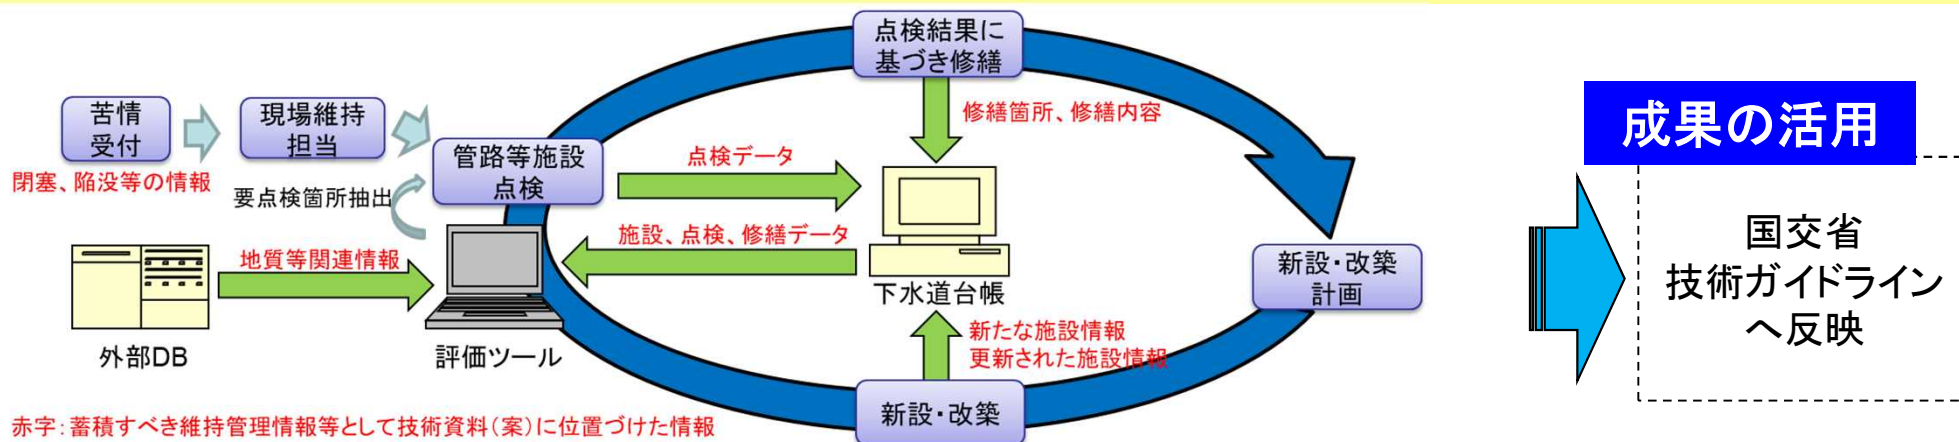 点検結果に
基づき修繕
苦情
受付
現場維持
担当
修繕箇所、修繕内容
成果の活用
管路等施設
点検
点検データ
閉塞、陥没等の情報
要点検箇所抽出
施設、点検、修繕データ
地質等関連情報
国交省
技術ガイドライン
へ反映
新設・改築
計画
下水道台帳
新たな施設情報
更新された施設情報
外部DB
評価ツール
新設・改築
赤字：蓄積すべき維持管理情報等として技術資料（案）に位置づけた情報